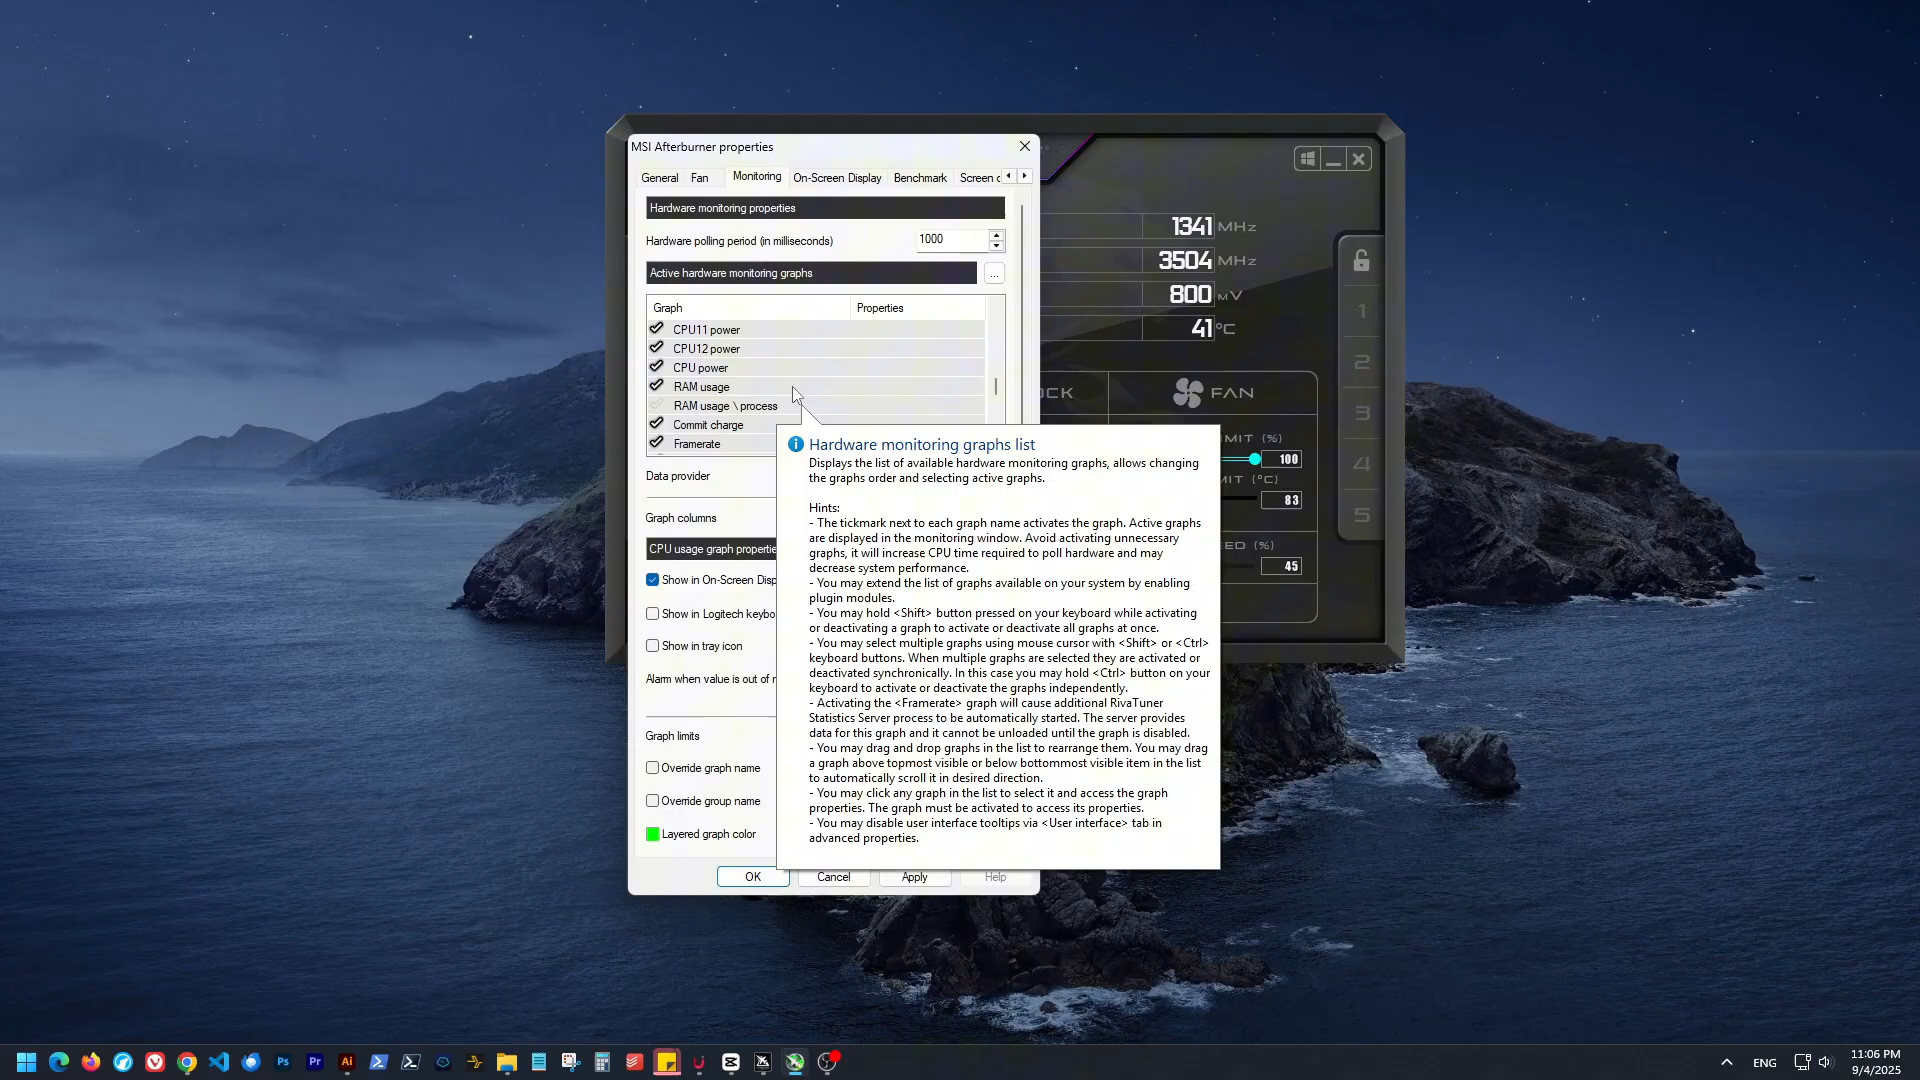 MSI Afterburner properties
General Fan Monitoring On-Screen Display Benchmark Screen c
Hardware monitoring properties
Hardware polling period (in milliseconds) 1000
Active hardware monitoring graphs ...
Graph Properties
CPU11 power
CPU12 power
CPU power
RAM usage
RAM usage \ process
Commit charge
Framerate
Data provider
Graph columns
CPU usage graph propertie
Show in On-Screen Disp
Show in Logitech keybo
Show in tray icon
Alarm when value is out of r
Graph limits
Override graph name
Override group name
Layered graph color
OK Cancel Apply Help
Hardware monitoring graphs list
Displays the list of available hardware monitoring graphs, allows changing
the graphs order and selecting active graphs.
Hints:
- The tickmark next to each graph name activates the graph. Active graphs
are displayed in the monitoring window. Avoid activating unnecessary
graphs, it will increase CPU time required to poll hardware and may
decrease system performance.
- You may extend the list of graphs available on your system by enabling
plugin modules.
- You may hold <Shift> button pressed on your keyboard while activating
or deactivating a graph to activate or deactivate all graphs at once.
- You may select multiple graphs using mouse cursor with <Shift> or <Ctrl>
keyboard buttons. When multiple graphs are selected they are activated or
deactivated synchronically. In this case you may hold <Ctrl> button on your
keyboard to activate or deactivate the graphs independently.
- Activating the <Framerate> graph will cause additional RivaTuner
Statistics Server process to be automatically started. The server provides
data for this graph and it cannot be unloaded until the graph is disabled.
- You may drag and drop graphs in the list to rearrange them. You may drag
a graph above topmost visible or below bottommost visible item in the list
to automatically scroll it in desired direction.
- You may click any graph in the list to select it and access the graph
properties. The graph must be activated to access its properties.
- You may disable user interface tooltips via <User interface> tab in
advanced properties.
1341 MHz
3504 MHz
800 mV
41 °C
OCK FAN
IMIT (%)
100
MIT (°C)
83
EED (%)
45
1
2
3
4
5
Ps Pr Ai
ENG
11:06 PM
9/4/2025